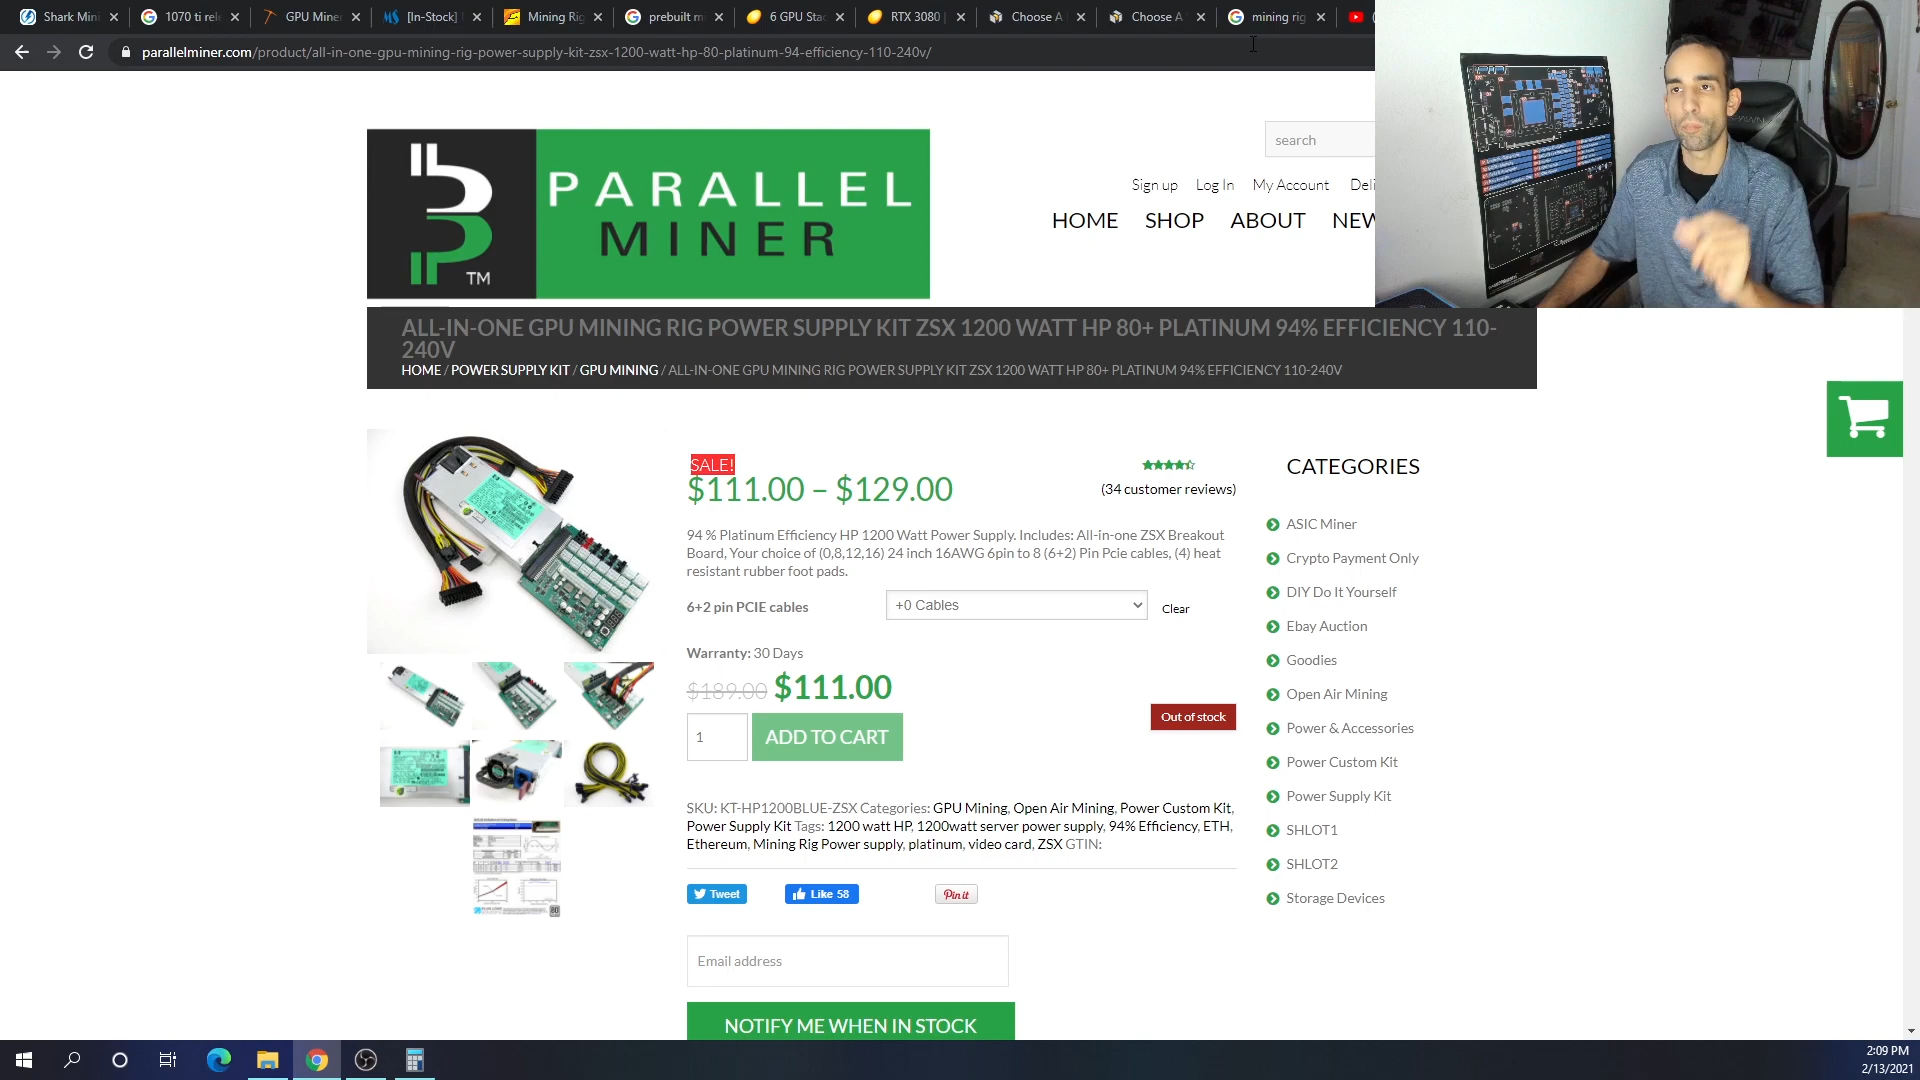 Shark Mini
1070 ti rel
GPU Miner
[In-Stock]
Mining Rig
prebuilt m
6 GPU Sta
RTX 3080 |
Choose A
Choose A
mining rig
parallelminer.com/product/all-in-one-gpu-mining-rig-power-supply-kit-zsx-1200-watt-hp-80-platinum-94-efficiency-110-240v/
search
Sign up Log In My Account Deli
HOME SHOP ABOUT NEW
PARALLEL
MINER
TM
ALL-IN-ONE GPU MINING RIG POWER SUPPLY KIT ZSX 1200 WATT HP 80+ PLATINUM 94% EFFICIENCY 110-
240V
HOME / POWER SUPPLY KIT / GPU MINING / ALL-IN-ONE GPU MINING RIG POWER SUPPLY KIT ZSX 1200 WATT HP 80+ PLATINUM 94% EFFICIENCY 110-240V
SALE!
$111.00 – $129.00
(34 customer reviews)
94 % Platinum Efficiency HP 1200 Watt Power Supply. Includes: All-in-one ZSX Breakout
Board, Your choice of (0,8,12,16) 24 inch 16AWG 6pin to 8 (6+2) Pin Pcie cables, (4) heat
resistant rubber foot pads.
6+2 pin PCIE cables
+0 Cables
Clear
Warranty: 30 Days
$189.00 $111.00
Out of stock
1
ADD TO CART
SKU: KT-HP1200BLUE-ZSX Categories: GPU Mining, Open Air Mining, Power Custom Kit,
Power Supply Kit Tags: 1200 watt HP, 1200watt server power supply, 94% Efficiency, ETH,
Ethereum, Mining Rig Power supply, platinum, video card, ZSX GTIN:
Tweet
Like 58
Pin it
Email address
NOTIFY ME WHEN IN STOCK
CATEGORIES
ASIC Miner
Crypto Payment Only
DIY Do It Yourself
Ebay Auction
Goodies
Open Air Mining
Power & Accessories
Power Custom Kit
Power Supply Kit
SHLOT1
SHLOT2
Storage Devices
2:09 PM
2/13/2021